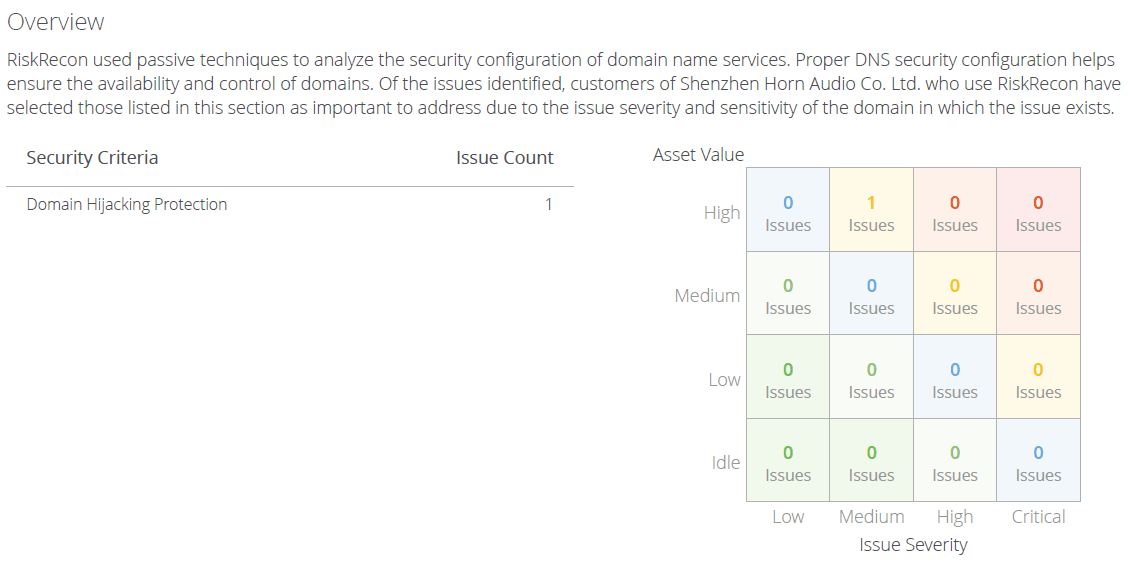 Overview
RiskRecon used passive techniques to analyze the security configuration of domain name services. Proper DNS security configuration helps
ensure the availability and control of domains. Of the issues identified, customers of Shenzhen Horn Audio Co. Ltd. who use RiskRecon have
selected those listed in this section as important to address due to the issue severity and sensitivity of the domain in which the issue exists.
Security Criteria Issue Count
Domain Hijacking Protection 1
Asset Value
High
0 1 0 0
Issues Issues Issues Issues
Medium
0 0 0 0
Issues Issues Issues Issues
Low
0 0 0 0
Issues Issues Issues Issues
Idle
0 0 0 0
Issues Issues Issues Issues
Low Medium High Critical
Issue Severity